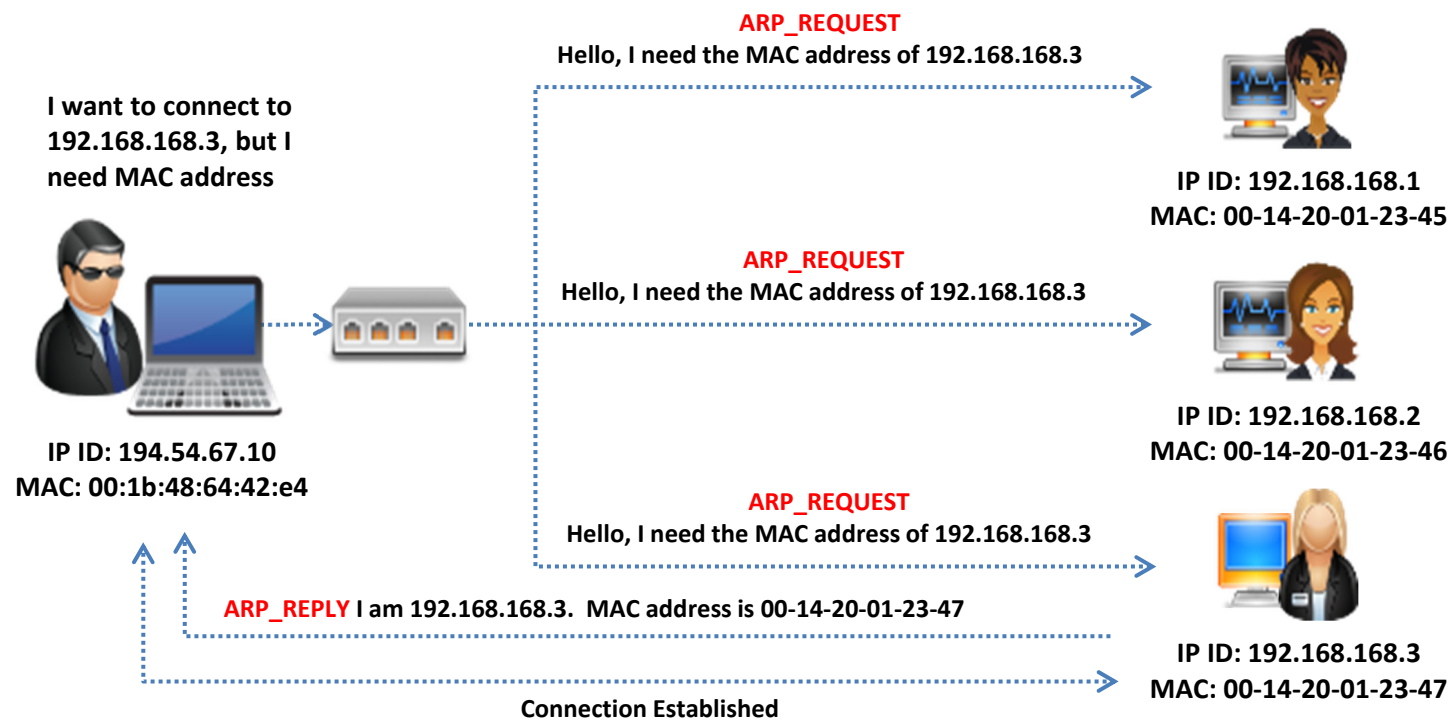 ARP_REQUEST
Hello, I need the MAC address of 192.168.168.3
I want to connect to
192.168.168.3, but I
need MAC address
IP ID: 192.168.168.1
MAC: 00-14-20-01-23-45
ARP_REQUEST
Hello, I need the MAC address of 192.168.168.3
IP ID: 194.54.67.10
MAC: 00:1b:48:64:42:e4
IP ID: 192.168.168.2
MAC: 00-14-20-01-23-46
ARP_REQUEST
Hello, I need the MAC address of 192.168.168.3
ARP_REPLY I am 192.168.168.3. MAC address is 00-14-20-01-23-47
IP ID: 192.168.168.3
MAC: 00-14-20-01-23-47
Connection Established